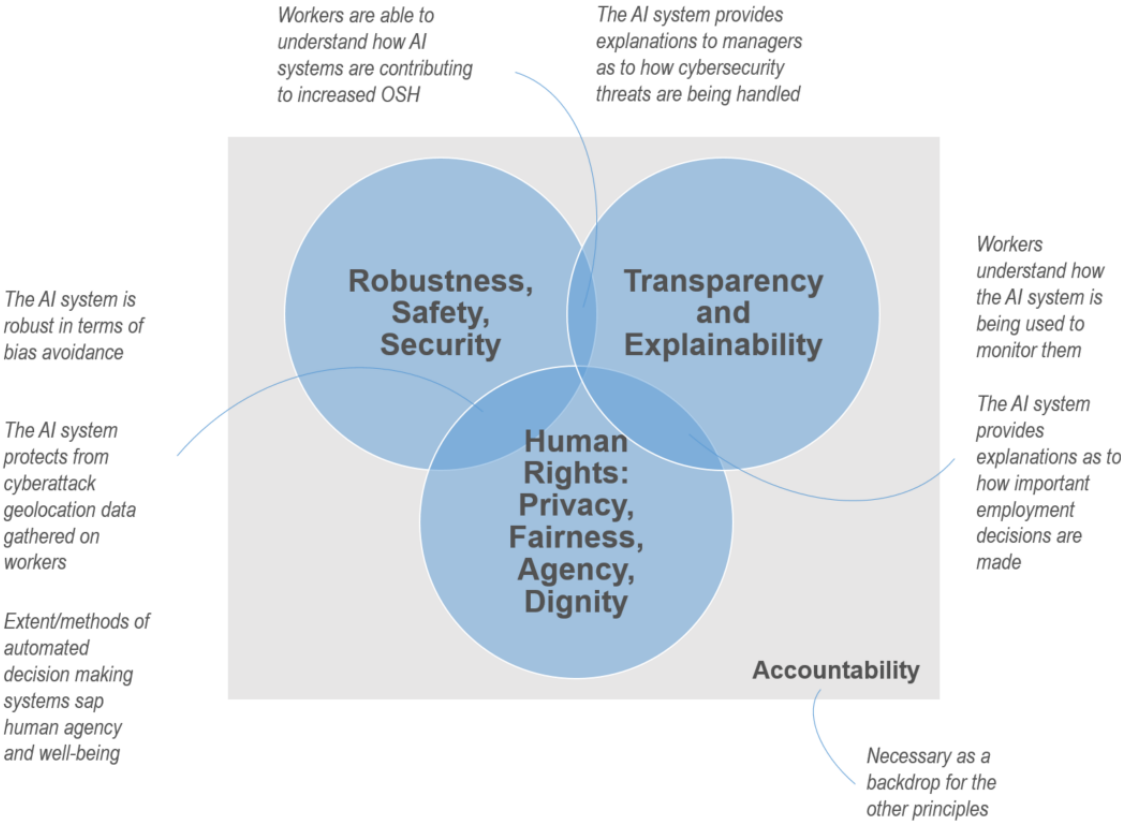 Workers are able to
understand how AI
systems are contributing
to increased OSH
The AI system provides
explanations to managers
as to how cybersecurity
threats are being handled
Robustness,
Safety,
Security
Transparency
and
Explainability
Human
Rights:
Privacy,
Fairness,
Agency,
Dignity
Accountability
The AI system is
robust in terms of
bias avoidance
The AI system
protects from
cyberattack
geolocation data
gathered on
workers
Extent/methods of
automated
decision making
systems sap
human agency
and well-being
Workers
understand how
the AI system is
being used to
monitor them
The AI system
provides
explanations as to
how important
employment
decisions are
made
Necessary as a
backdrop for the
other principles